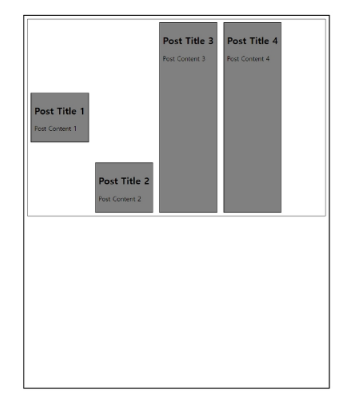 Post Title 1
Post Content 1
Post Title 2
Post Content 2
Post Title 3
Post Content 3
Post Title 4
Post Content 4